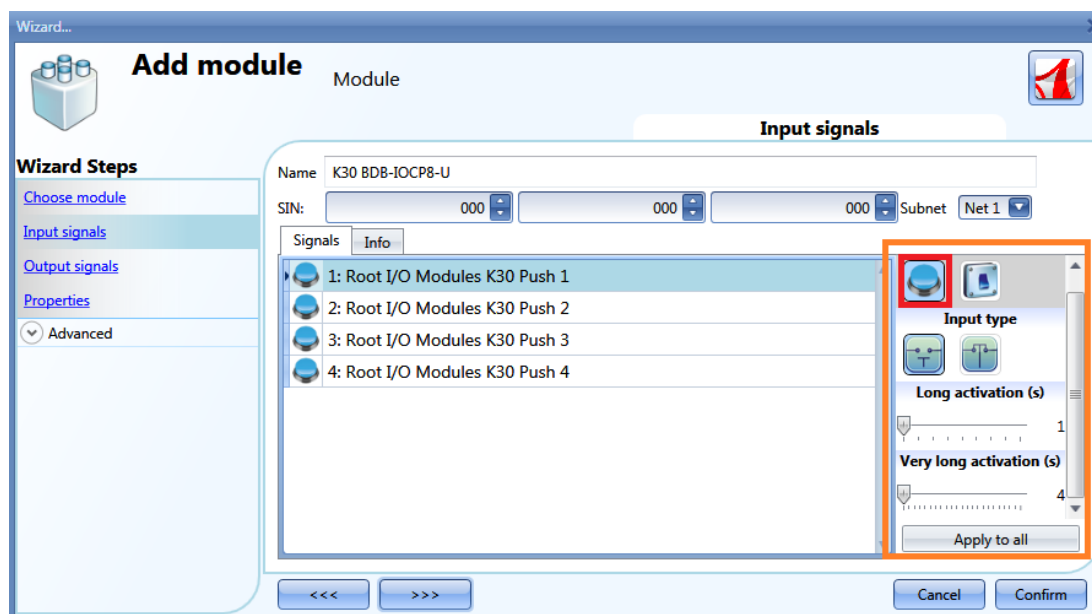 Wizard...
Add module
Module
Input signals
Wizard Steps
Choose module
Input signals
Output signals
Properties
Advanced
Name K30 BDB-IOCP8-U
SIN: 000 000 000 Subnet Net 1
Signals Info
1: Root I/O Modules K30 Push 1
2: Root I/O Modules K30 Push 2
3: Root I/O Modules K30 Push 3
4: Root I/O Modules K30 Push 4
Input type
Long activation (s)
1
Very long activation (s)
4
Apply to all
<<< >>> Cancel Confirm